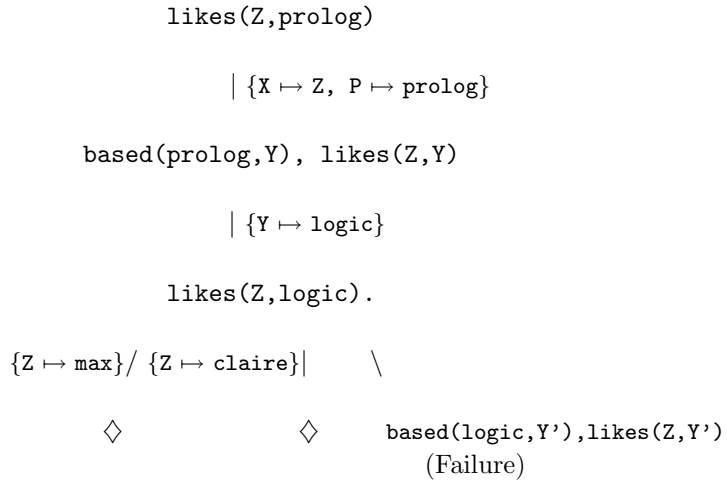 likes(Z,prolog)
| {X ↦ Z, P ↦ prolog}
based(prolog,Y), likes(Z,Y)
| {Y ↦ logic}
likes(Z,logic).
{Z ↦ max}/ {Z ↦ claire}| \
♢ ♢ based(logic,Y’),likes(Z,Y’)
(Failure)